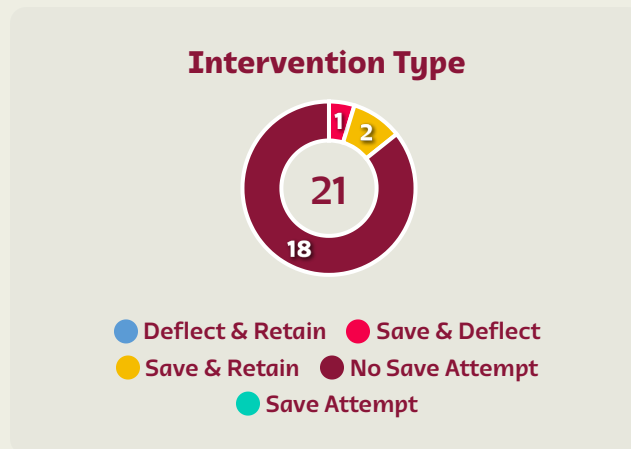 Intervention Type
1
2
21
18
Deflect & Retain Save & Deflect
Save & Retain No Save Attempt
Save Attempt